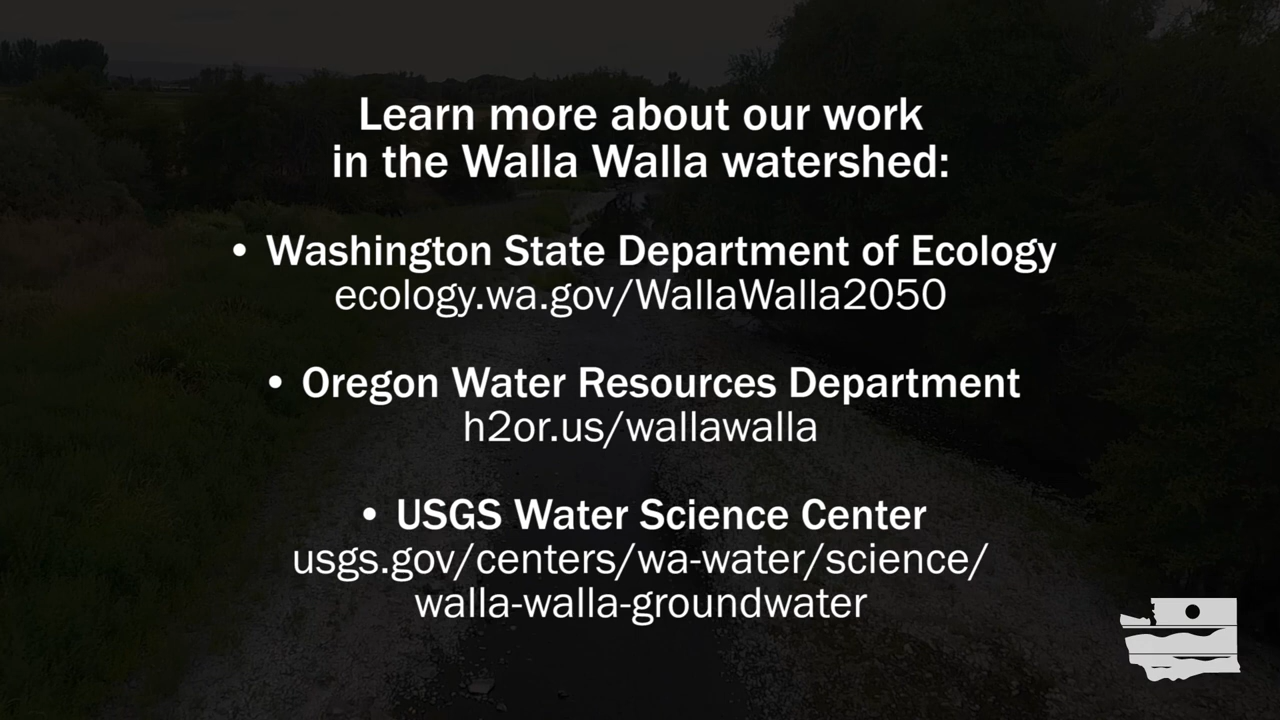 Learn more about our work
in the Walla Walla watershed:
• Washington State Department of Ecology
ecology.wa.gov/WallaWalla2050
• Oregon Water Resources Department
h2or.us/wallawalla
• USGS Water Science Center
usgs.gov/centers/wa-water/science/
walla-walla-groundwater